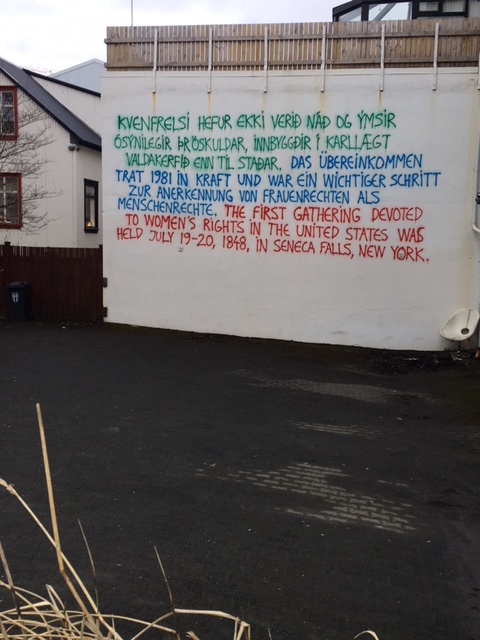 KVENFRELSI HEFUR EKKI VERIÐ NÁÐ OG ÝMSIR
ÓSÝNILEGIR ÞRÖSKULDAR, INNBYGGÐIR Í KARLLÆGT
VALDAKERFIÐ ENN TIL STAÐAR. DAS ÜBEREINKOMMEN
TRAT 1981 IN KRAFT UND WAR EIN WICHTIGER SCHRITT
ZUR ANERKENNUNG VON FRAUENRECHTEN ALS
MENSCHENRECHTE. THE FIRST GATHERING DEVOTED
TO WOMEN'S RIGHTS IN THE UNITED STATES WAS
HELD JULY 19-20, 1848, IN SENECA FALLS, NEW YORK.